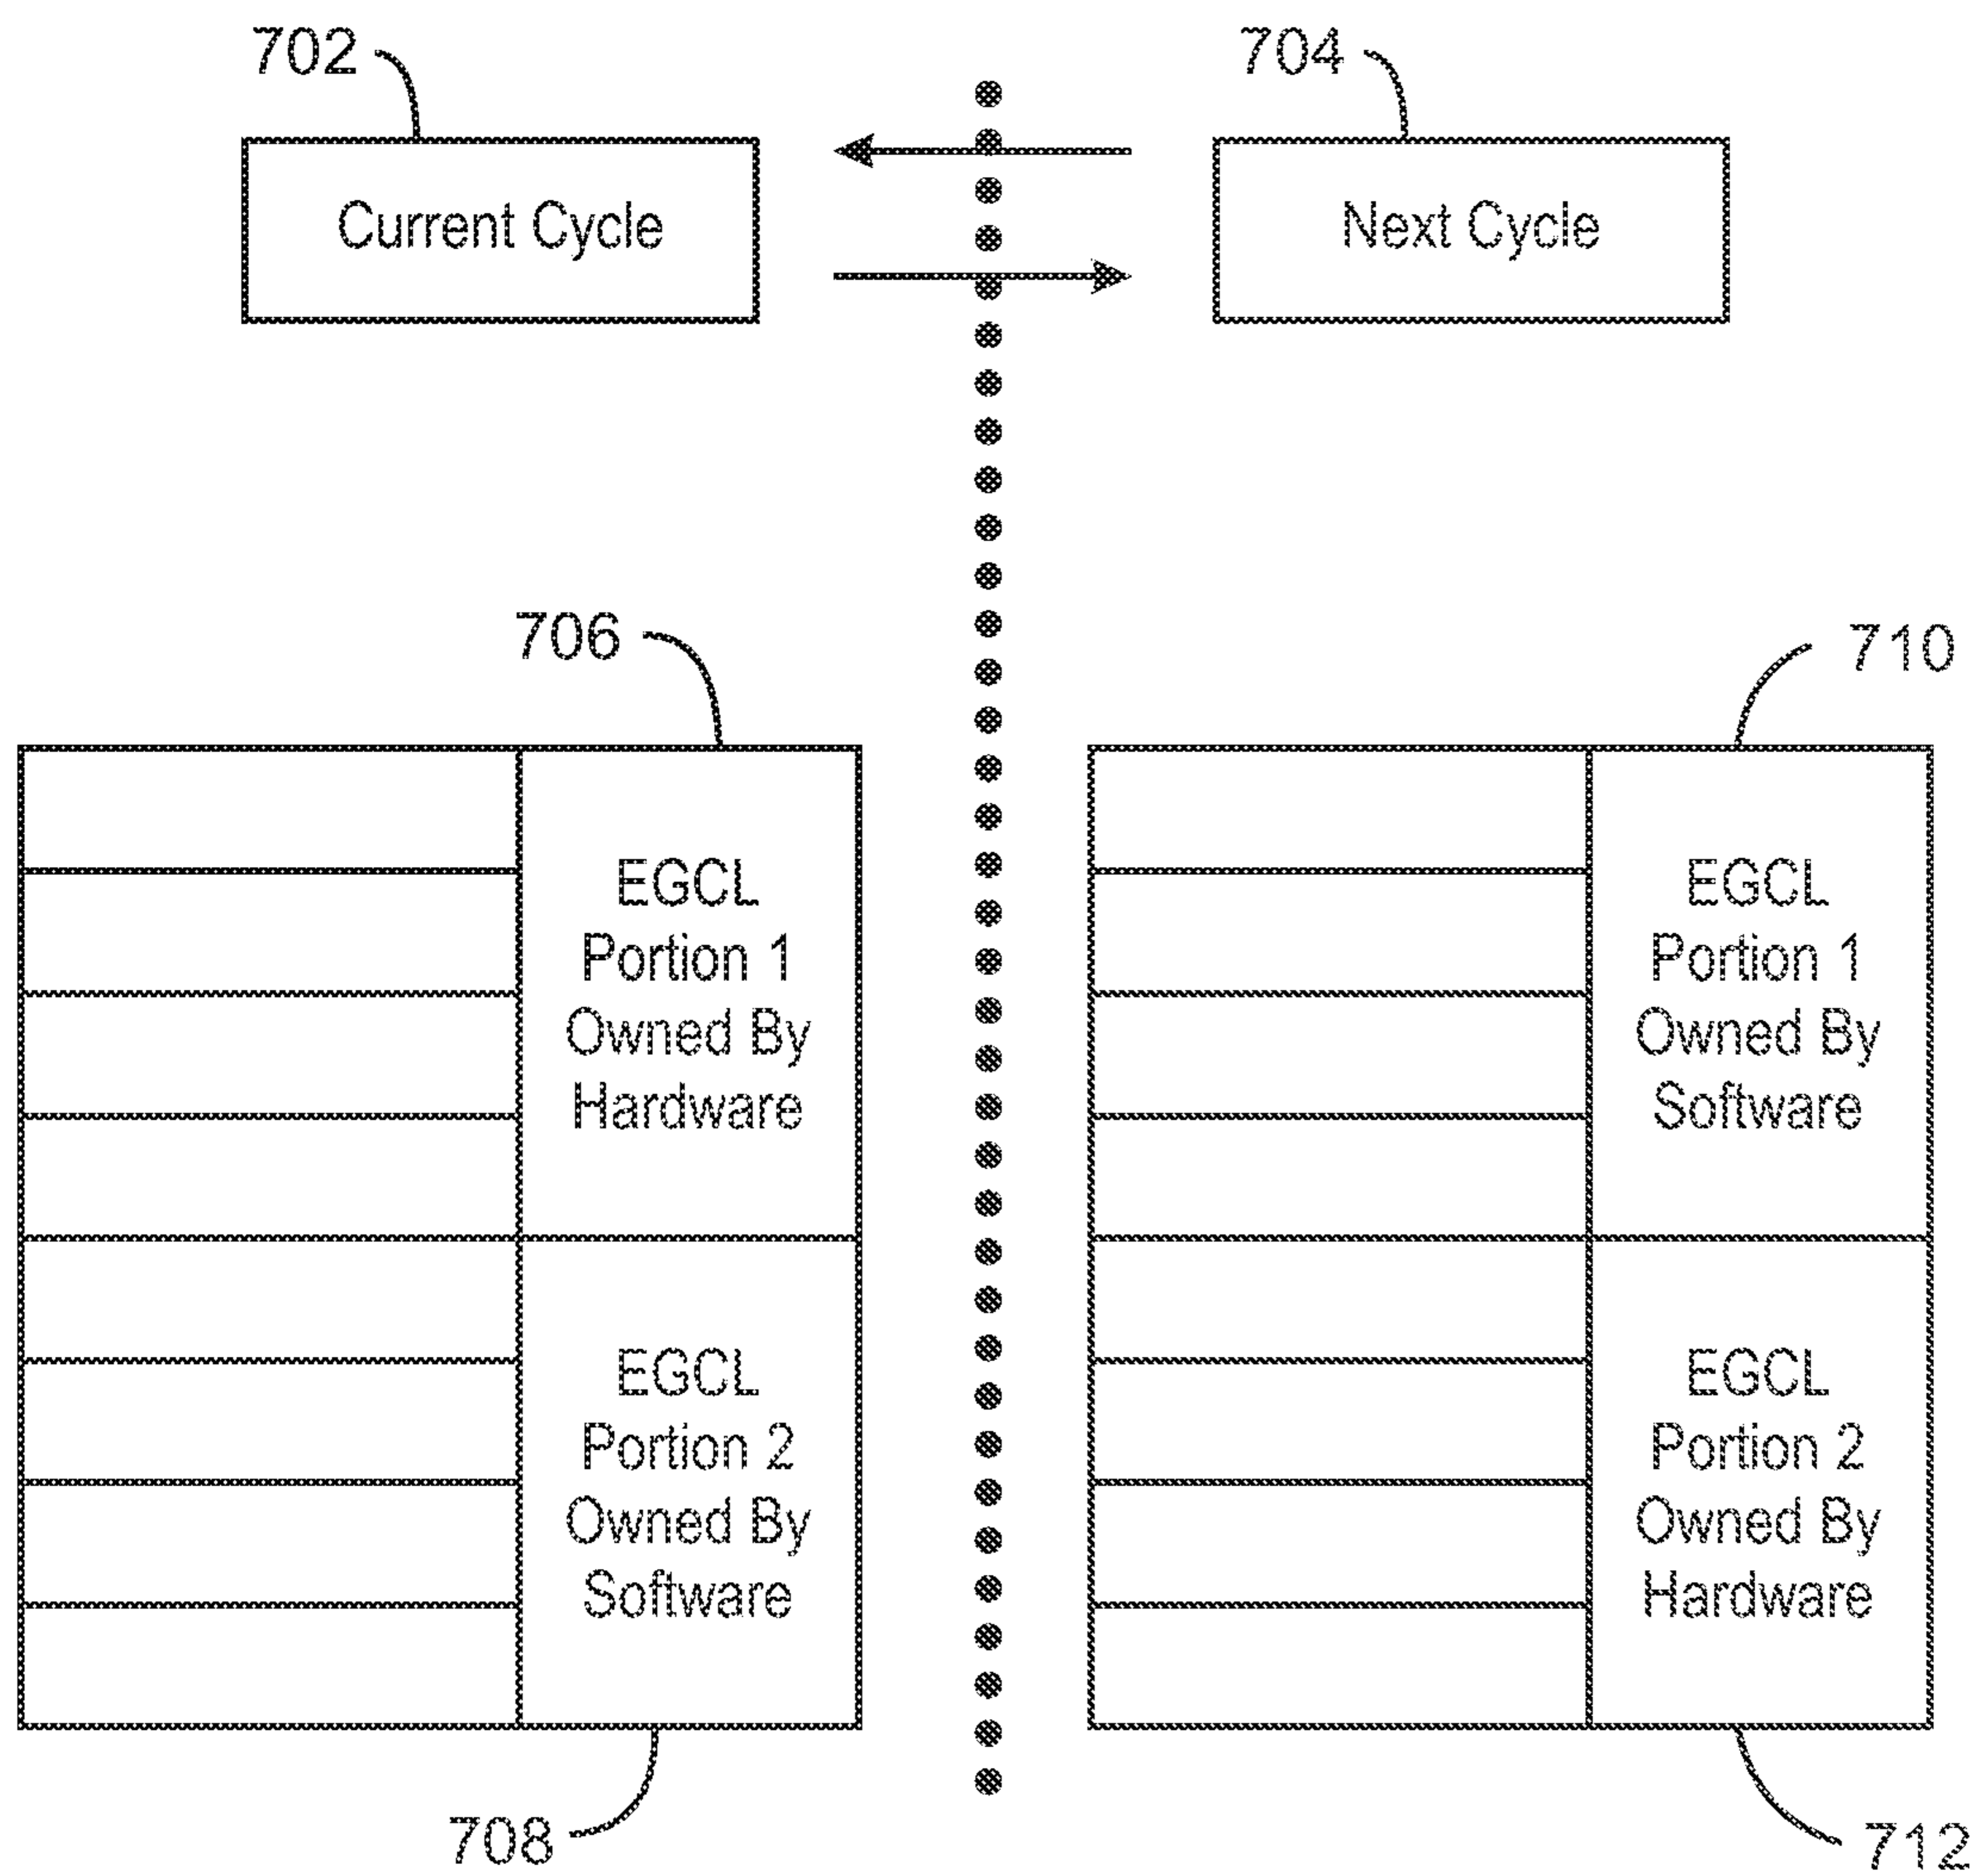 702
704
Current Cycle
Next Cycle
706
710
EGCL
Portion 1
Owned By
Hardware
EGCL
Portion 2
Owned By
Software
708
EGCL
Portion 1
Owned By
Software
EGCL
Portion 2
Owned By
Hardware
712